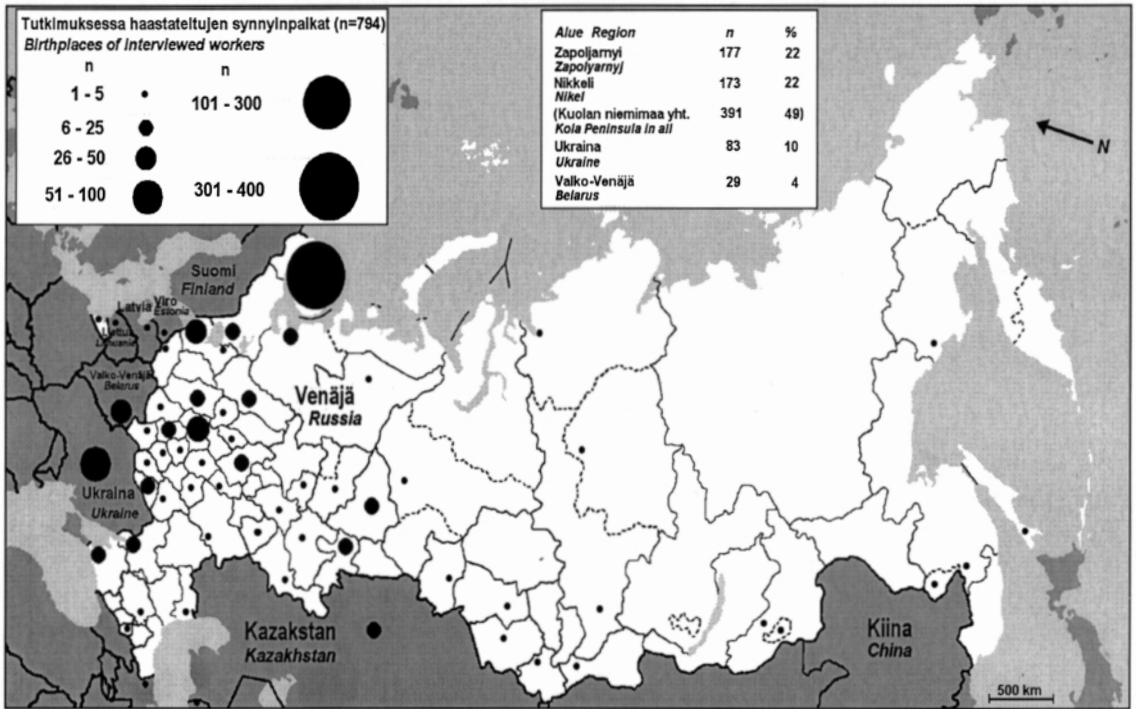 Tutkimuksessa haastateltujen synnyinpaikat (n=794)
Birthplaces of interviewed workers
n n
1 - 5 101 - 300
6 - 25
26 - 50
51 - 100 301 - 400
Alue Region n %
Zapoljarnyi 177 22
Zapolyarnyj
Nikkeli 173 22
Nikel
(Kuolan niemimaa yht. 391 49)
Kola Peninsula in all
Ukraina 83 10
Ukraine
Valko-Venäjä 29 4
Belarus
N
Suomi
Finland
Latvia Viro
Estonia
Liettua
Lithuania
Valko-Venäjä
Belarus
Venäjä
Russia
Ukraina
Ukraine
Kazakstan
Kazakhstan
Kiina
China
500 km